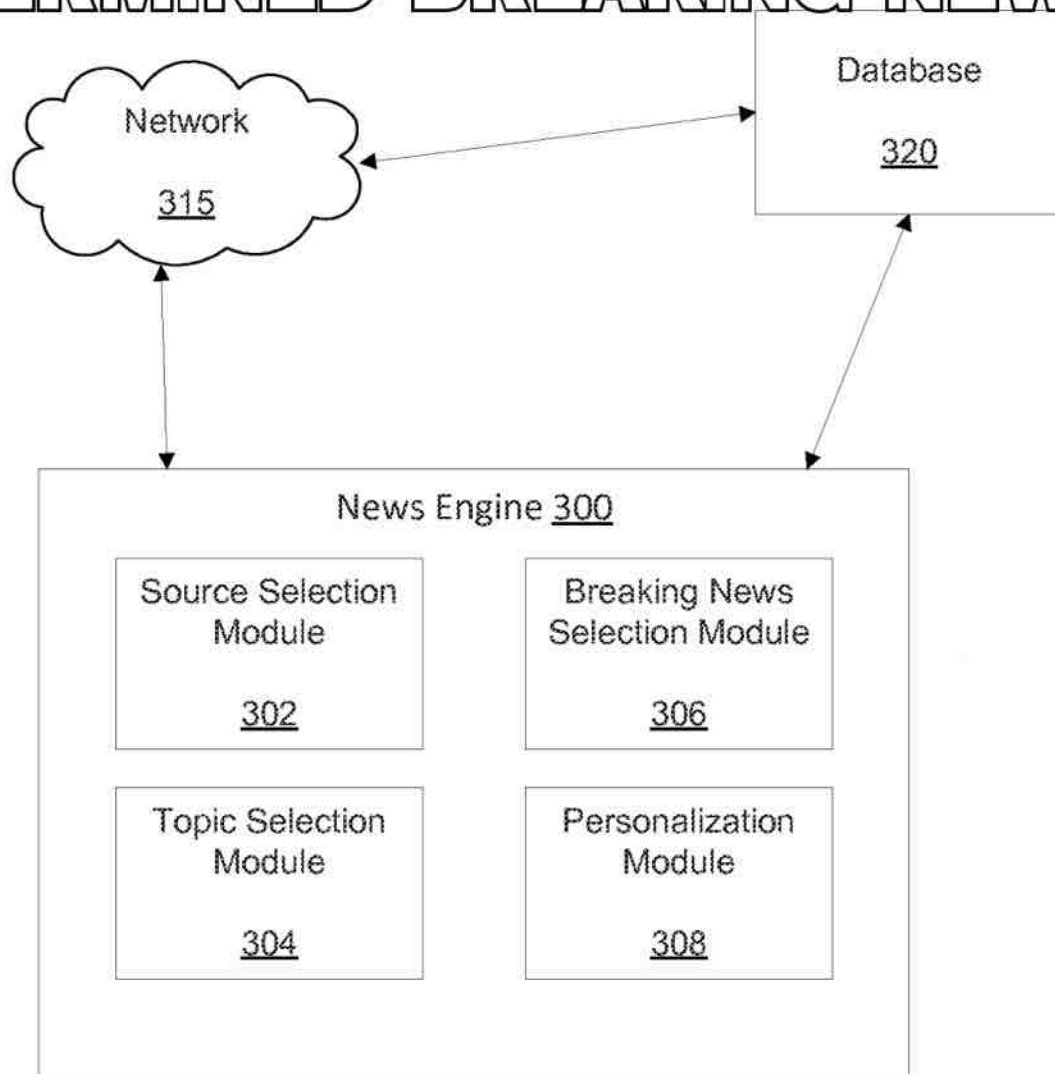 BREAKING
Network
315
Database
320
News Engine 300
Source Selection
Module
302
Breaking News
Selection Module
306
Topic Selection
Module
304
Personalization
Module
308